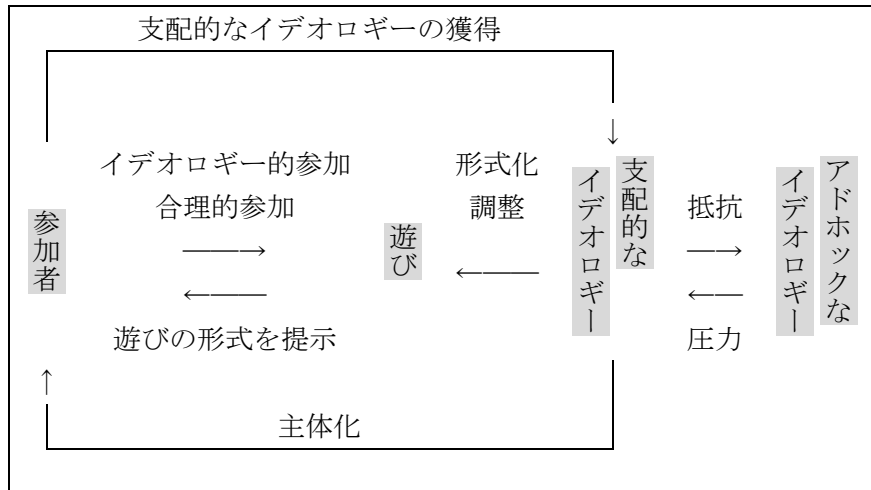 支配的なイデオロギーの獲得
↓
イデオロギー的参加
合理的参加
———→
←———
遊びの形式を提示
形式化
調整
←———
参加者
遊び
支配的な
イデオロギー
抵抗
—→
←—
圧力
アドホックな
イデオロギー
↑
主体化